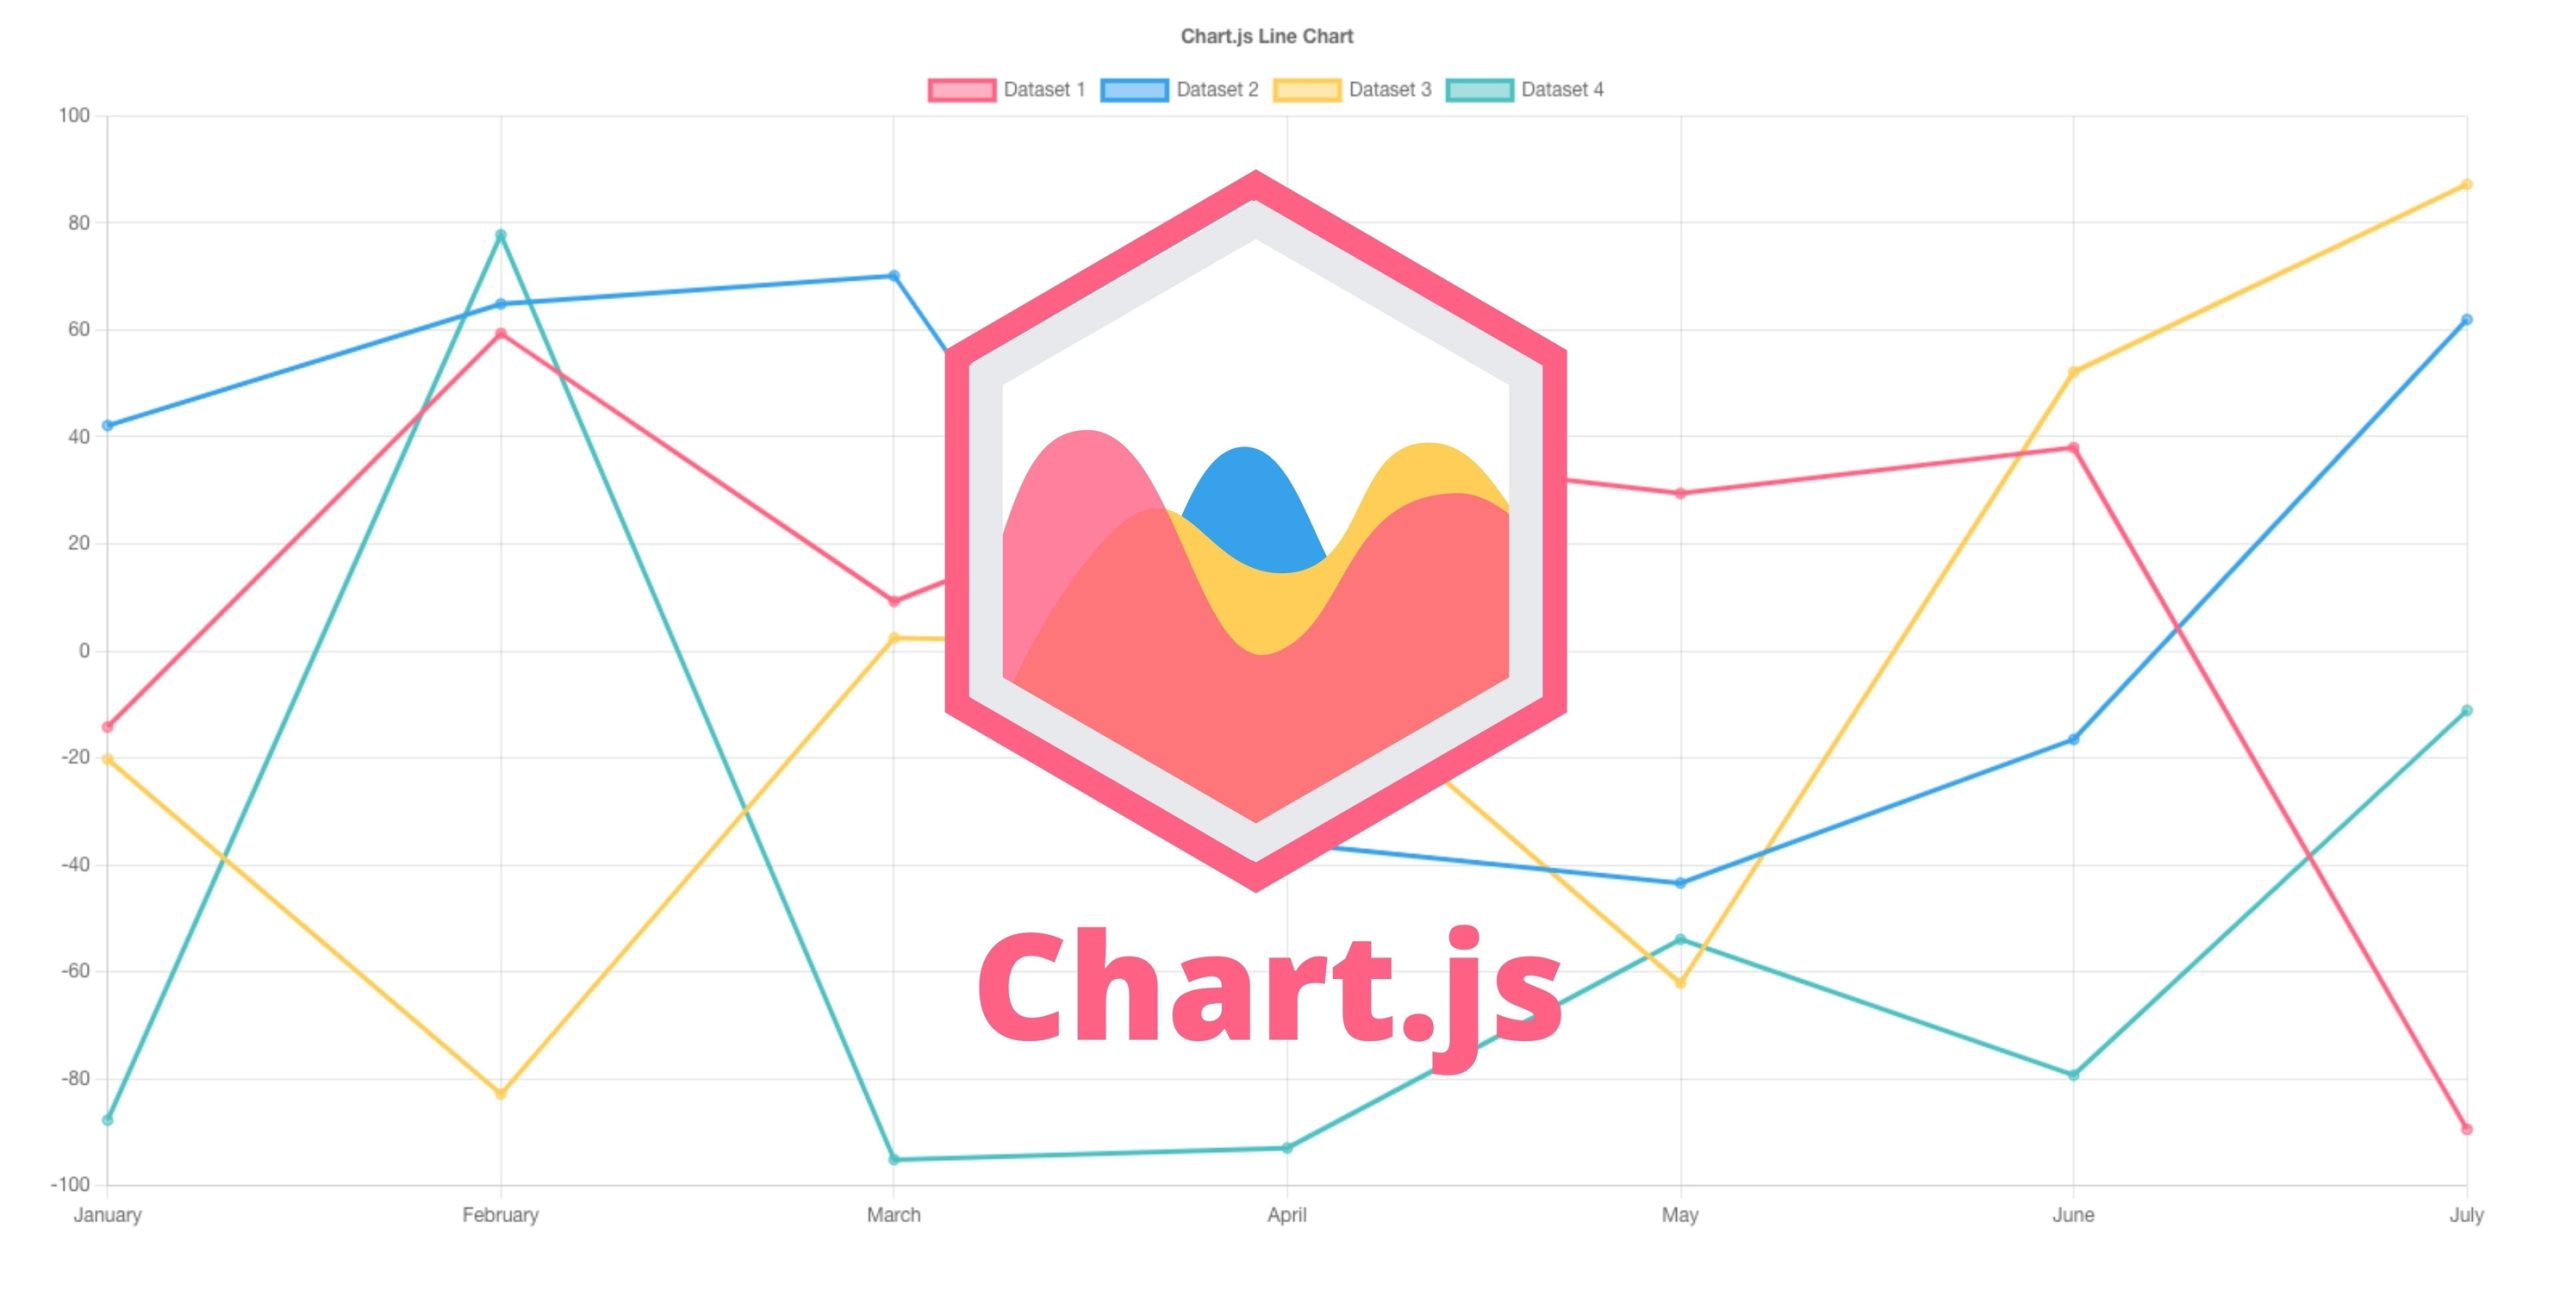 Chart.js Line Chart
Dataset 1 Dataset 2 Dataset 3 Dataset 4
100
80
60
40
20
0
-20
-40
-60
-80
-100
Chart.js
January February March April May June July